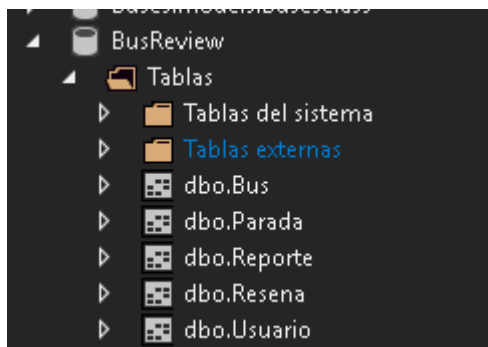 BusReview
Tablas
Tablas del sistema
Tablas externas
dbo.Bus
dbo.Parada
dbo.Reporte
dbo.Resena
dbo.Usuario